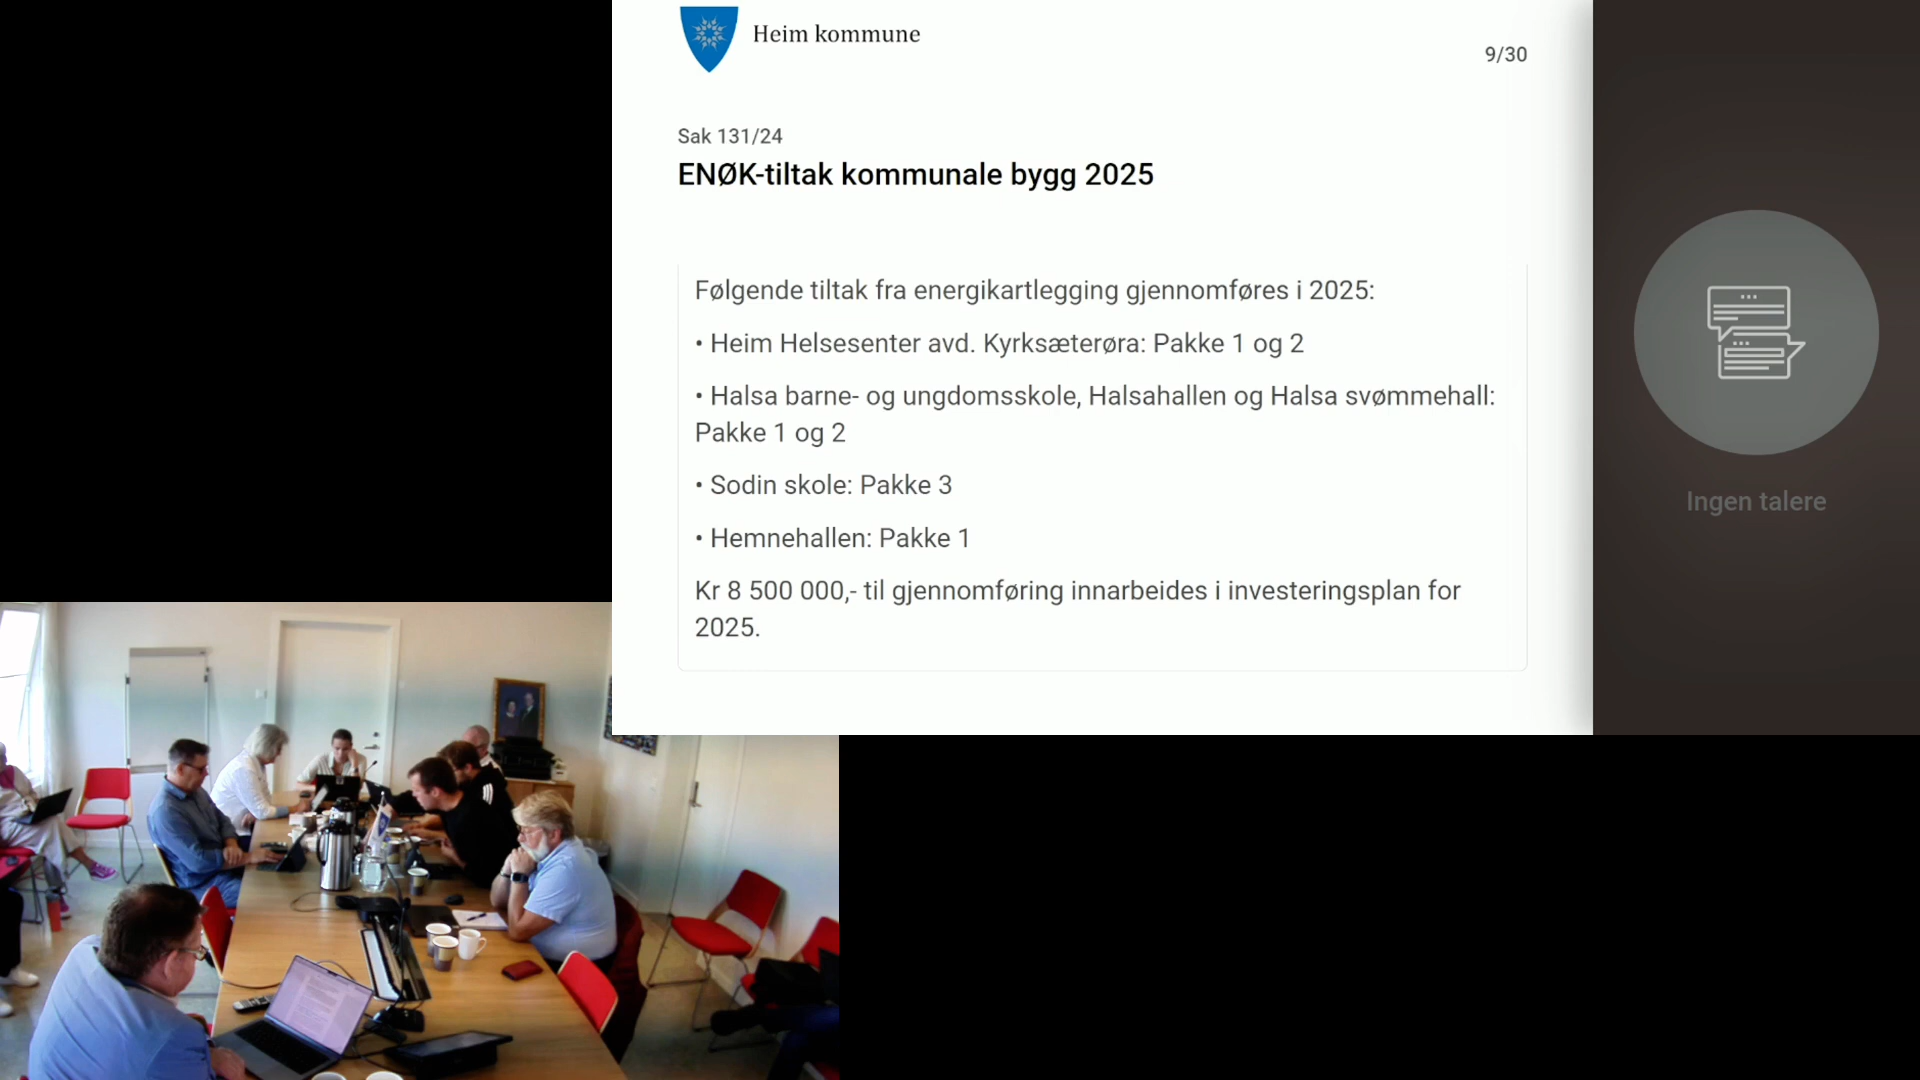 Heim kommune
9/30
Sak 131/24
ENØK-tiltak kommunale bygg 2025
Følgende tiltak fra energikartlegging gjennomføres i 2025:
• Heim Helsesenter avd. Kyrksæterøra: Pakke 1 og 2
• Halsa barne- og ungdomsskole, Halsahallen og Halsa svømmehall:
Pakke 1 og 2
• Sodin skole: Pakke 3
• Hemnehallen: Pakke 1
Kr 8 500 000,- til gjennomføring innarbeides i investeringsplan for
2025.
Ingen talere